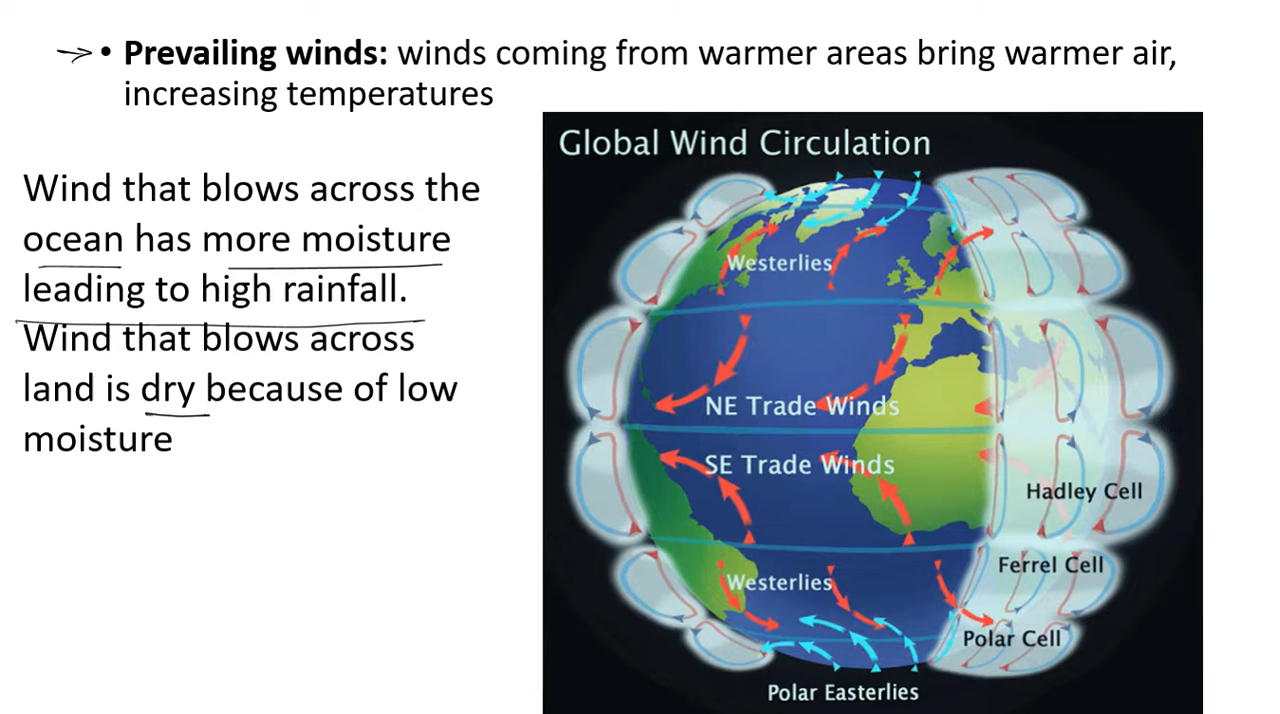 • Prevailing winds: winds coming from warmer areas bring warmer air,
increasing temperatures
Wind that blows across the
ocean has more moisture
leading to high rainfall.
Wind that blows across
land is dry because of low
moisture
Global Wind Circulation
Westerlies
NE Trade Winds
SE Trade Winds
Hadley Cell
Ferrel Cell
Westerlies
Polar Cell
Polar Easterlies